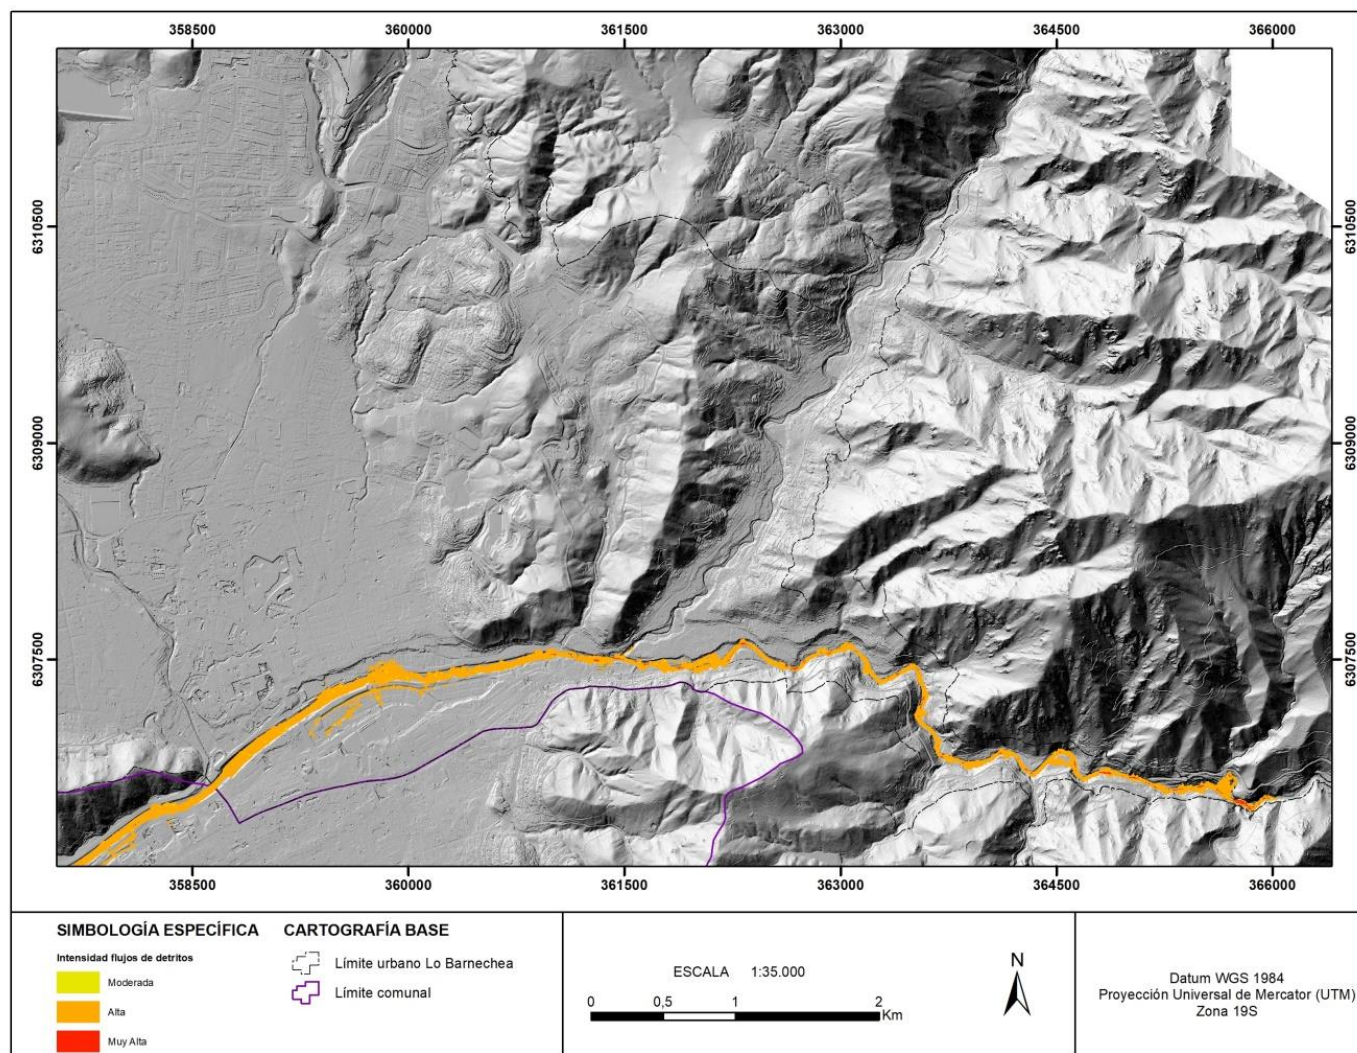 358500 360000 361500 363000 364500 366000
6310500 6310500
6309000 6309000
6307500 6307500
358500 360000 361500 363000 364500 366000
SIMBOLOGÍA ESPECÍFICA
Intensidad flujos de detritos
Moderada
Alta
Muy Alta
CARTOGRAFÍA BASE
Límite urbano Lo Barnechea
Límite comunal
ESCALA 1:35.000
0 0,5 1 2
Km
N
Datum WGS 1984
Proyección Universal de Mercator (UTM)
Zona 19S